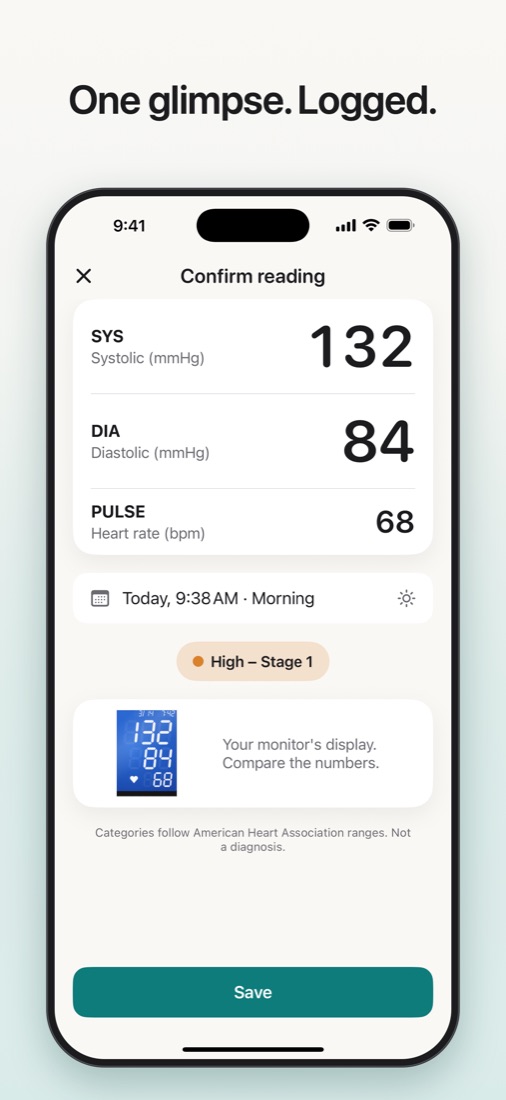 One glimpse. Logged.
9:41
Confirm reading
SYS
Systolic (mmHg)
132
DIA
Diastolic (mmHg)
84
PULSE
Heart rate (bpm)
68
Today, 9:38 AM · Morning
High – Stage 1
132
84
68
Your monitor's display.
Compare the numbers.
Categories follow American Heart Association ranges. Not
a diagnosis.
Save